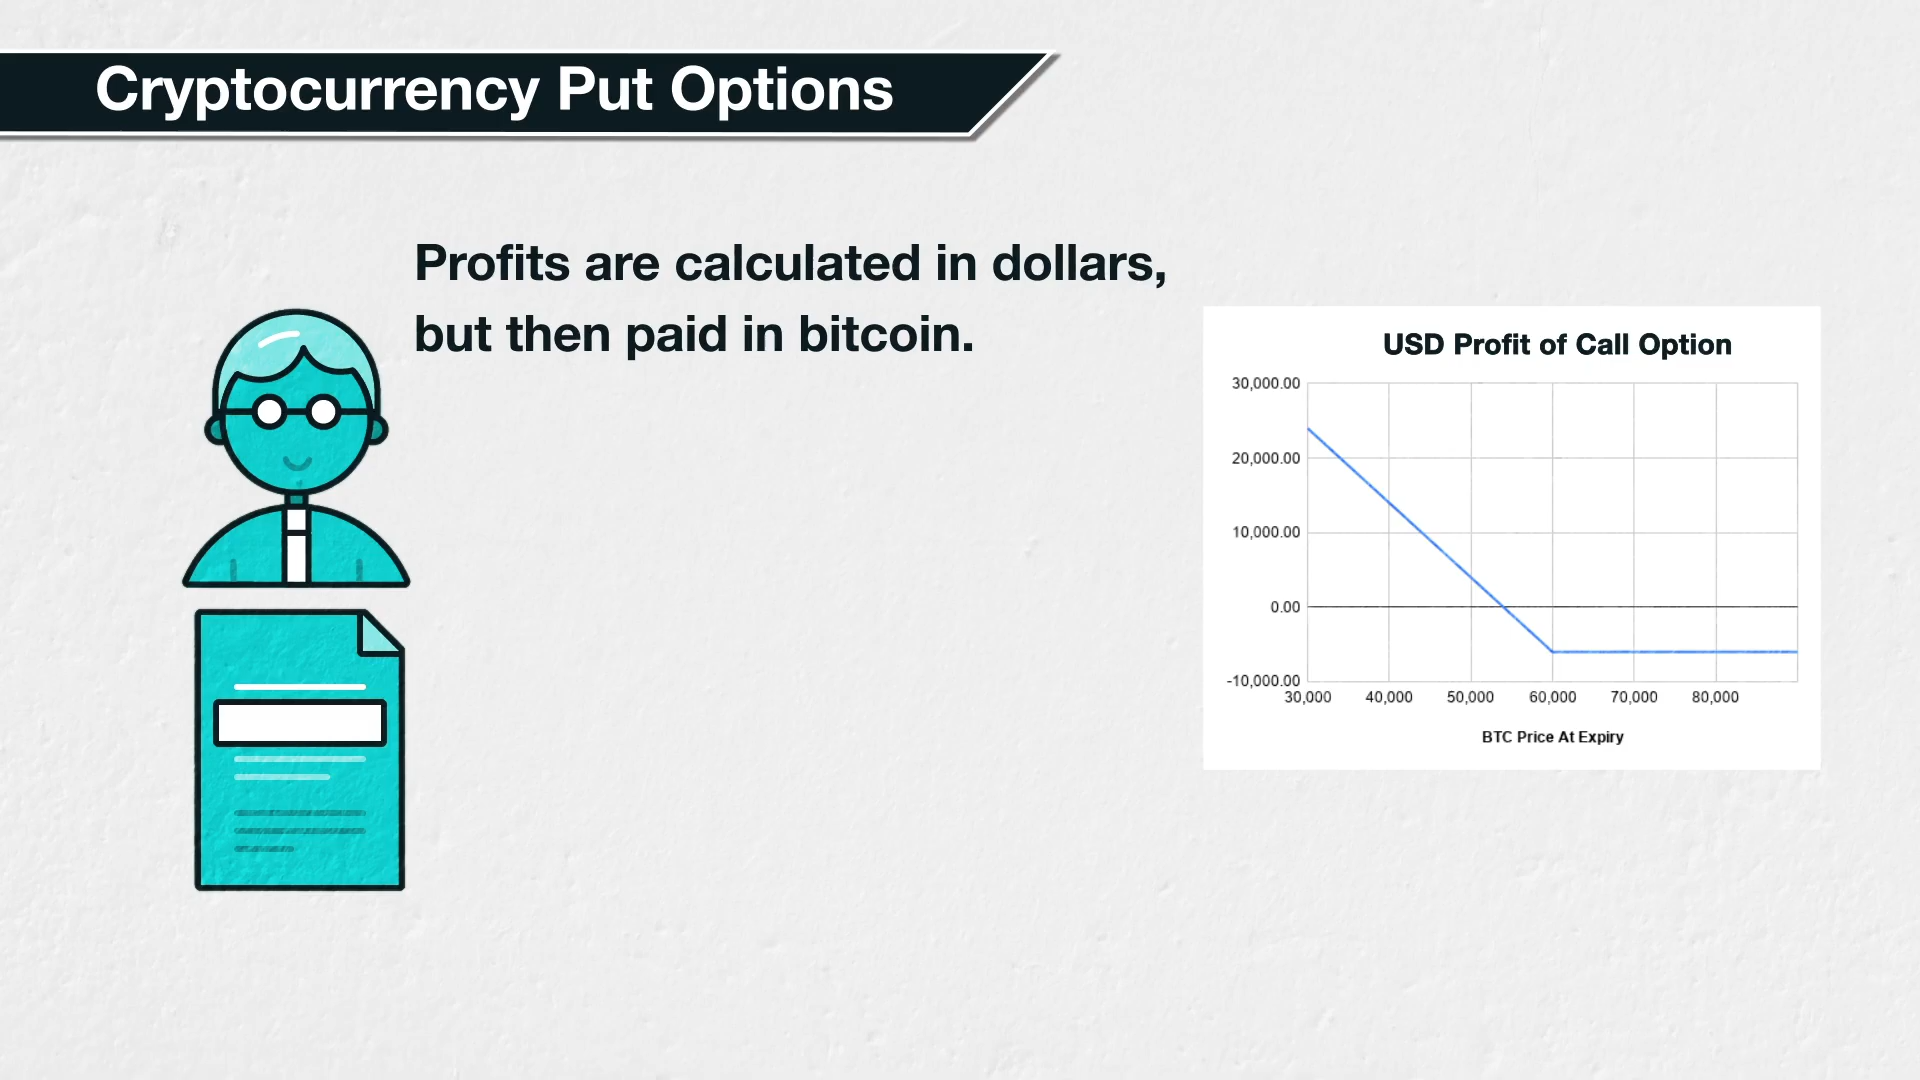 Cryptocurrency Put Options
Profits are calculated in dollars,
but then paid in bitcoin.
USD Profit of Call Option
30,000.00
20,000.00
10,000.00
0.00
-10,000.00
30,000 40,000 50,000 60,000 70,000 80,000
BTC Price At Expiry